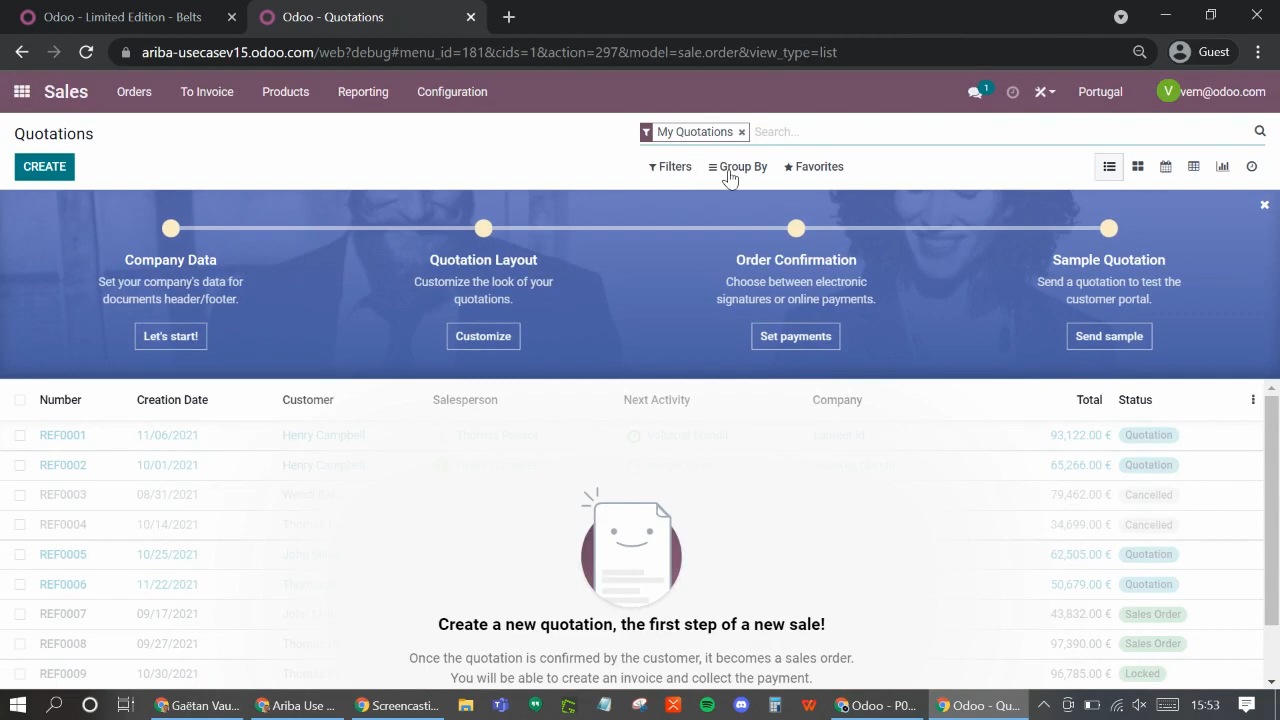 Odoo - Limited Edition - Belts
Odoo - Quotations
ariba-usecasev15.odoo.com/web?debug#menu_id=181&cids=1&action=297&model=sale.order&view_type=list
Guest
Sales
Orders
To Invoice
Products
Reporting
Configuration
1
Portugal
V
vem@odoo.com
Quotations
My Quotations
Search...
CREATE
Filters
Group By
Favorites
Company Data
Set your company's data for
documents header/footer.
Let's start!
Quotation Layout
Customize the look of your
quotations.
Customize
Order Confirmation
Choose between electronic
signatures or online payments.
Set payments
Sample Quotation
Send a quotation to test the
customer portal.
Send sample
Number Creation Date Customer Salesperson Next Activity Company Total Status
REF0001 11/06/2021 Henry Campbell 93,122.00 € Quotation
REF0002 10/01/2021 Henry Campbell 65,266.00 € Quotation
REF0003 08/31/2021 79,462.00 € Cancelled
REF0004 10/14/2021 Thomas 34,699.00 € Cancelled
REF0005 10/25/2021 John 62,505.00 € Quotation
REF0006 11/22/2021 50,679.00 € Quotation
REF0007 09/17/2021 John 43,832.00 € Sales Order
REF0008 09/27/2021 Thomas 97,390.00 € Sales Order
REF0009 10/30/2021 96,785.00 € Locked
Create a new quotation, the first step of a new sale!
Once the quotation is confirmed by the customer, it becomes a sales order.
You will be able to create an invoice and collect the payment.
Gaëtan Vau...
Ariba Use ...
Screencasti...
Odoo - P0...
Odoo - Qu...
15:53